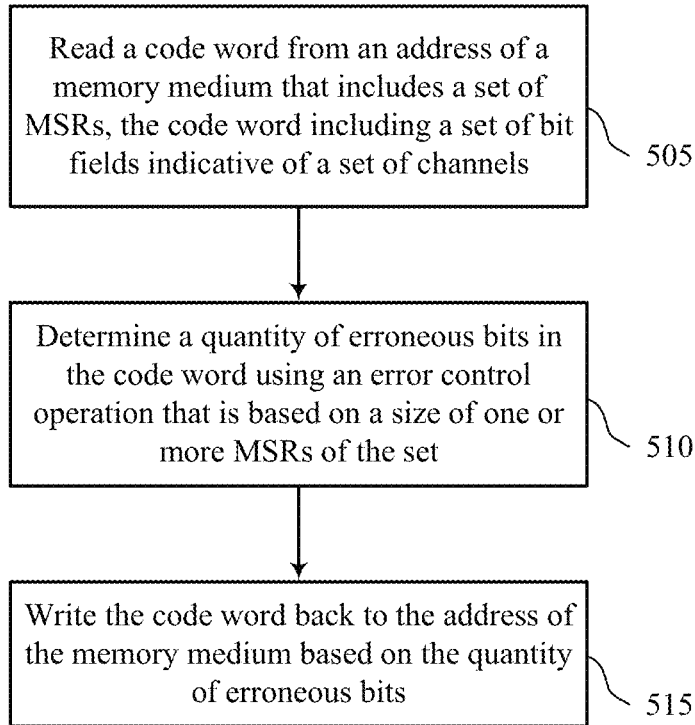 Read a code word from an address of a
memory medium that includes a set of
MSRs, the code word including a set of bit
fields indicative of a set of channels
505
Determine a quantity of erroneous bits in
the code word using an error control
operation that is based on a size of one or
more MSRs of the set
510
Write the code word back to the address of
the memory medium based on the quantity
of erroneous bits
515